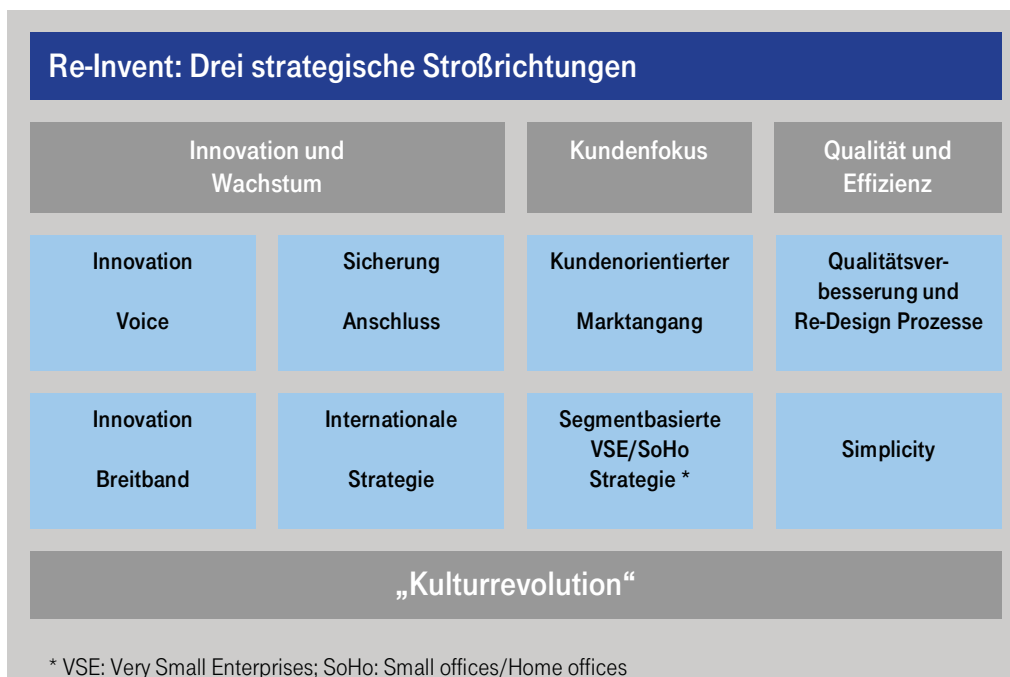 Re-Invent: Drei strategische Stroßrichtungen
Innovation und
Wachstum
Kundenfokus
Qualität und
Effizienz
Innovation
Voice
Sicherung
Anschluss
Kundenorientierter
Marktangang
Qualitätsver-
besserung und
Re-Design Prozesse
Innovation
Breitband
Internationale
Strategie
Segmentbasierte
VSE/SoHo
Strategie *
Simplicity
„Kulturrevolution“
* VSE: Very Small Enterprises; SoHo: Small offices/Home offices